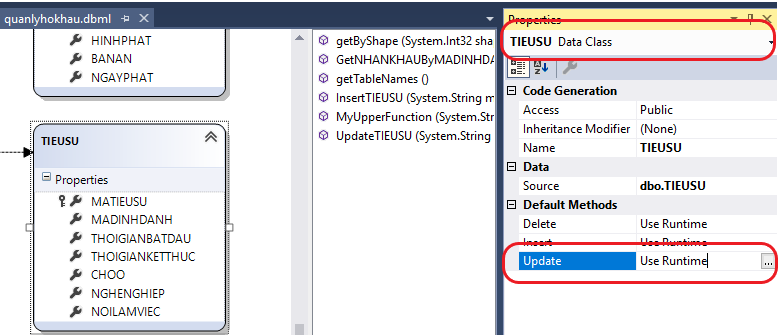 quanlyhokhau.dbml
HINHPHAT
BANAN
NGAYPHAT
TIEUSU
Properties
MATIEUSU
MADINHDANH
THOIGIANBATDAU
THOIGIANKETTHUC
CHOO
NGHENGHIEP
NOILAMVIEC
getByShape (System.Int32 sha
GetNHANKHAUByMADINHDA
getTableNames ()
InsertTIEUSU (System.String m
MyUpperFunction (System.String
UpdateTIEUSU (System.String
Properties
TIEUSU Data Class
Code Generation
Access Public
Inheritance Modifier (None)
Name TIEUSU
Data
Source dbo.TIEUSU
Default Methods
Delete Use Runtime
Insert Use Runtime
Update Use Runtime ...